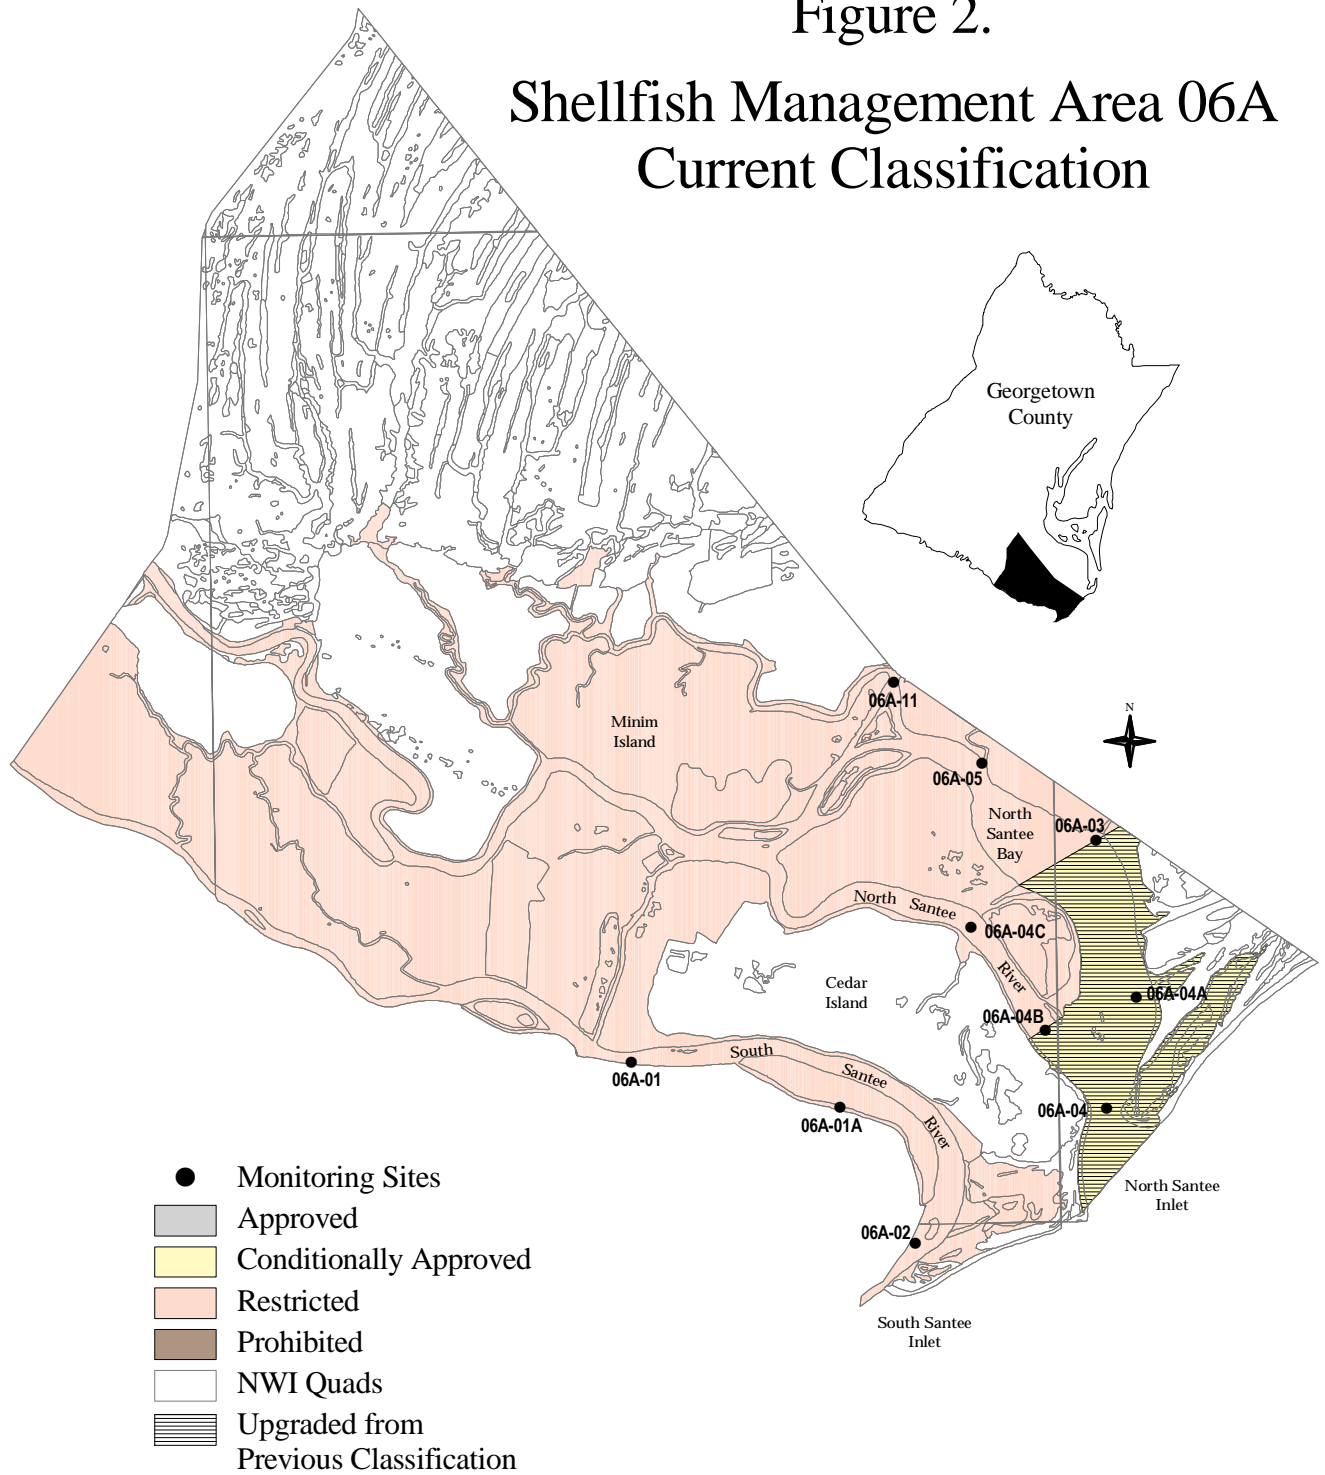 Figure 2.
Shellfish Management Area 06A
Current Classification
Georgetown
County
Minim
Island
06A-11
N
06A-05
North
Santee
Bay
06A-03
North Santee
River
06A-04C
06A-04A
Cedar
Island
06A-04B
06A-01
South
Santee
River
06A-01A
06A-04
North Santee
Inlet
06A-02
South Santee
Inlet
Monitoring Sites
Approved
Conditionally Approved
Restricted
Prohibited
NWI Quads
Upgraded from
Previous Classification